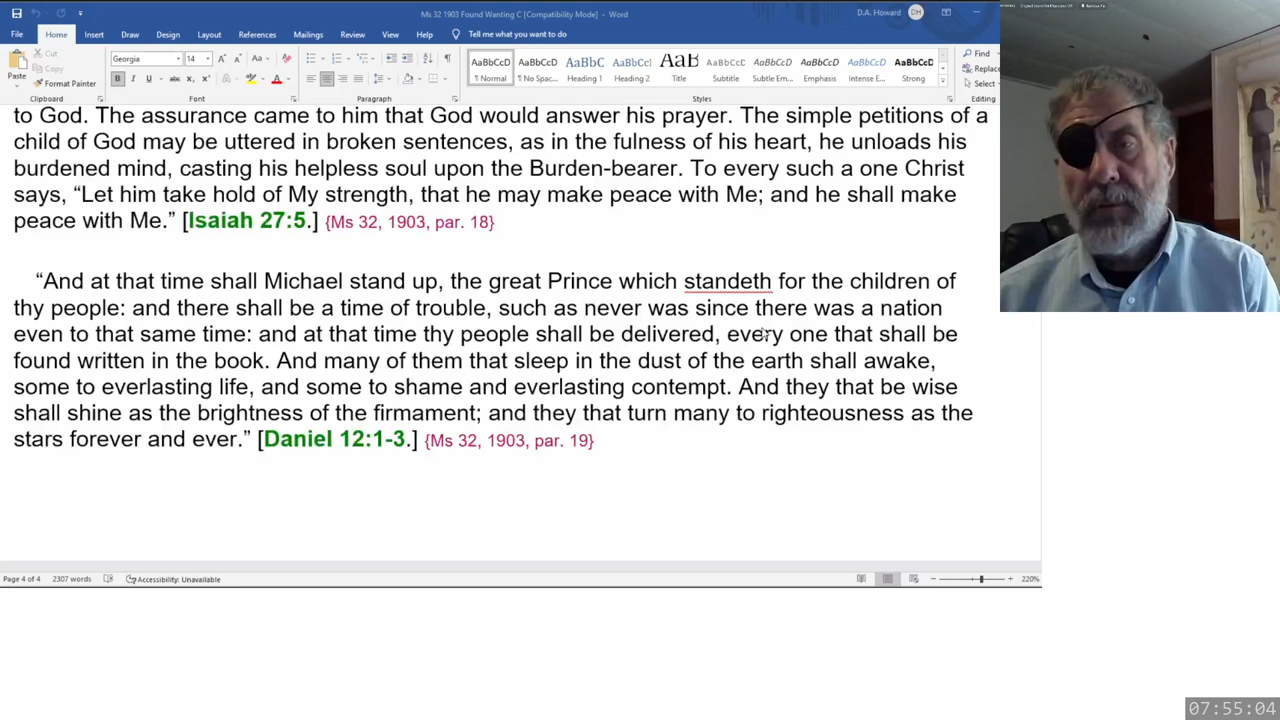 Ms 32 1903 Found Wanting C [Compatibility Mode] - Word
D.A. Howard DH
File Home Insert Draw Design Layout References Mailings Review View Help Tell me what you want to do
Cut
Copy
Format Painter
Paste
Georgia 14
AaBbCcD AaBbCcD AaBbC AaBbCcD AaB AaBbCcD AaBbCcD AaBbCcD AaBbCcD AaBbCcD
¶ Normal ¶ No Spac... Heading 1 Heading 2 Title Subtitle Subtle Em... Emphasis Intense E... Strong
Find
Replace
Select
Clipboard Font Paragraph Styles Editing
to God. The assurance came to him that God would answer his prayer. The simple petitions of a
child of God may be uttered in broken sentences, as in the fulness of his heart, he unloads his
burdened mind, casting his helpless soul upon the Burden-bearer. To every such a one Christ
says, “Let him take hold of My strength, that he may make peace with Me; and he shall make
peace with Me.” [Isaiah 27:5.] {Ms 32, 1903, par. 18}
“And at that time shall Michael stand up, the great Prince which standeth for the children of
thy people: and there shall be a time of trouble, such as never was since there was a nation
even to that same time: and at that time thy people shall be delivered, every one that shall be
found written in the book. And many of them that sleep in the dust of the earth shall awake,
some to everlasting life, and some to shame and everlasting contempt. And they that be wise
shall shine as the brightness of the firmament; and they that turn many to righteousness as the
stars forever and ever.” [Daniel 12:1-3.] {Ms 32, 1903, par. 19}
Page 4 of 4 2307 words Accessibility: Unavailable 220%
07:55:04